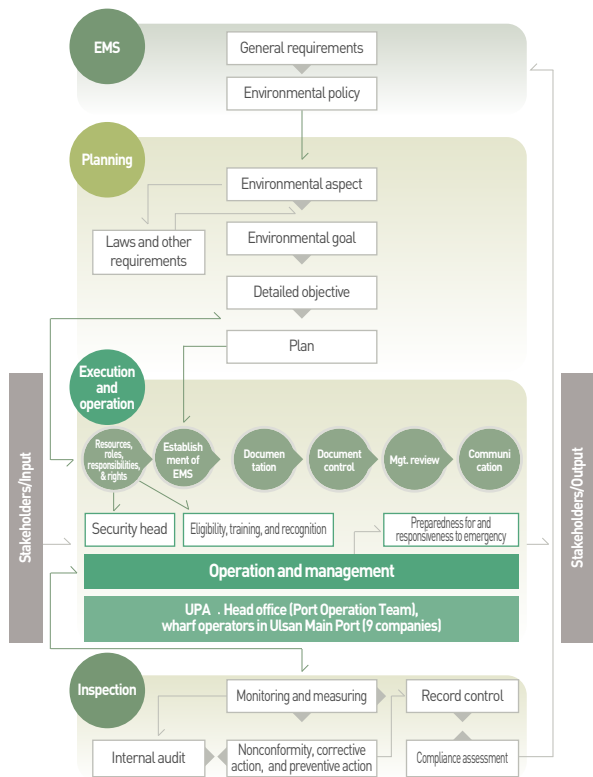 EMS
General requirements
Environmental policy
Planning
Environmental aspect
Laws and other
requirements
Environmental goal
Detailed objective
Plan
Execution
and
operation
Stakeholders/Input
Stakeholders/Output
Resources,
roles,
responsibilities,
& rights
Establish
ment of
EMS
Documen
tation
Document
control
Mgt. review
Communi
cation
Security head
Eligibility, training, and recognition
Preparedness for and
responsiveness to emergency
Operation and management
UPA . Head office (Port Operation Team),
wharf operators in Ulsan Main Port (9 companies)
Inspection
Monitoring and measuring
Record control
Internal audit
Nonconformity, corrective
action, and preventive action
Compliance assessment